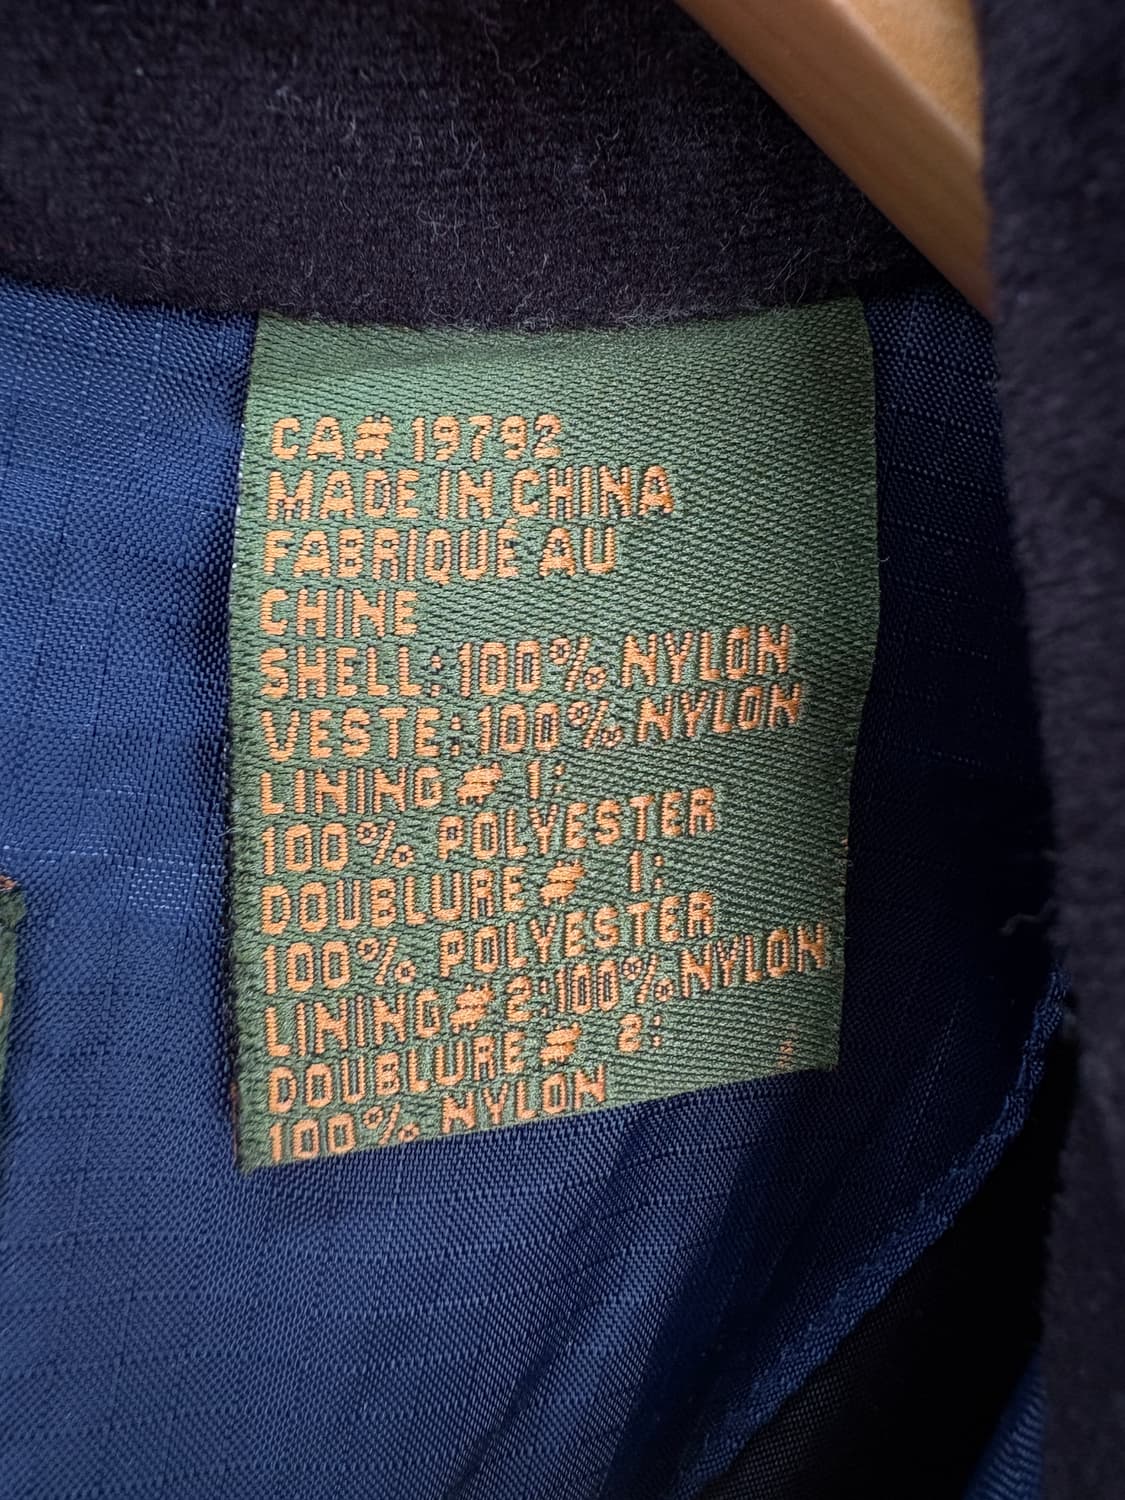 CA# 19792
MADE IN CHINA
FABRIQUÉ AU
CHINE
SHELL: 100% NYLON
VESTE: 100% NYLON
LINING # 1:
100% POLYESTER
DOUBLURE # 1:
100% POLYESTER
LINING # 2: 100% NYLON
DOUBLURE # 2:
100% NYLON